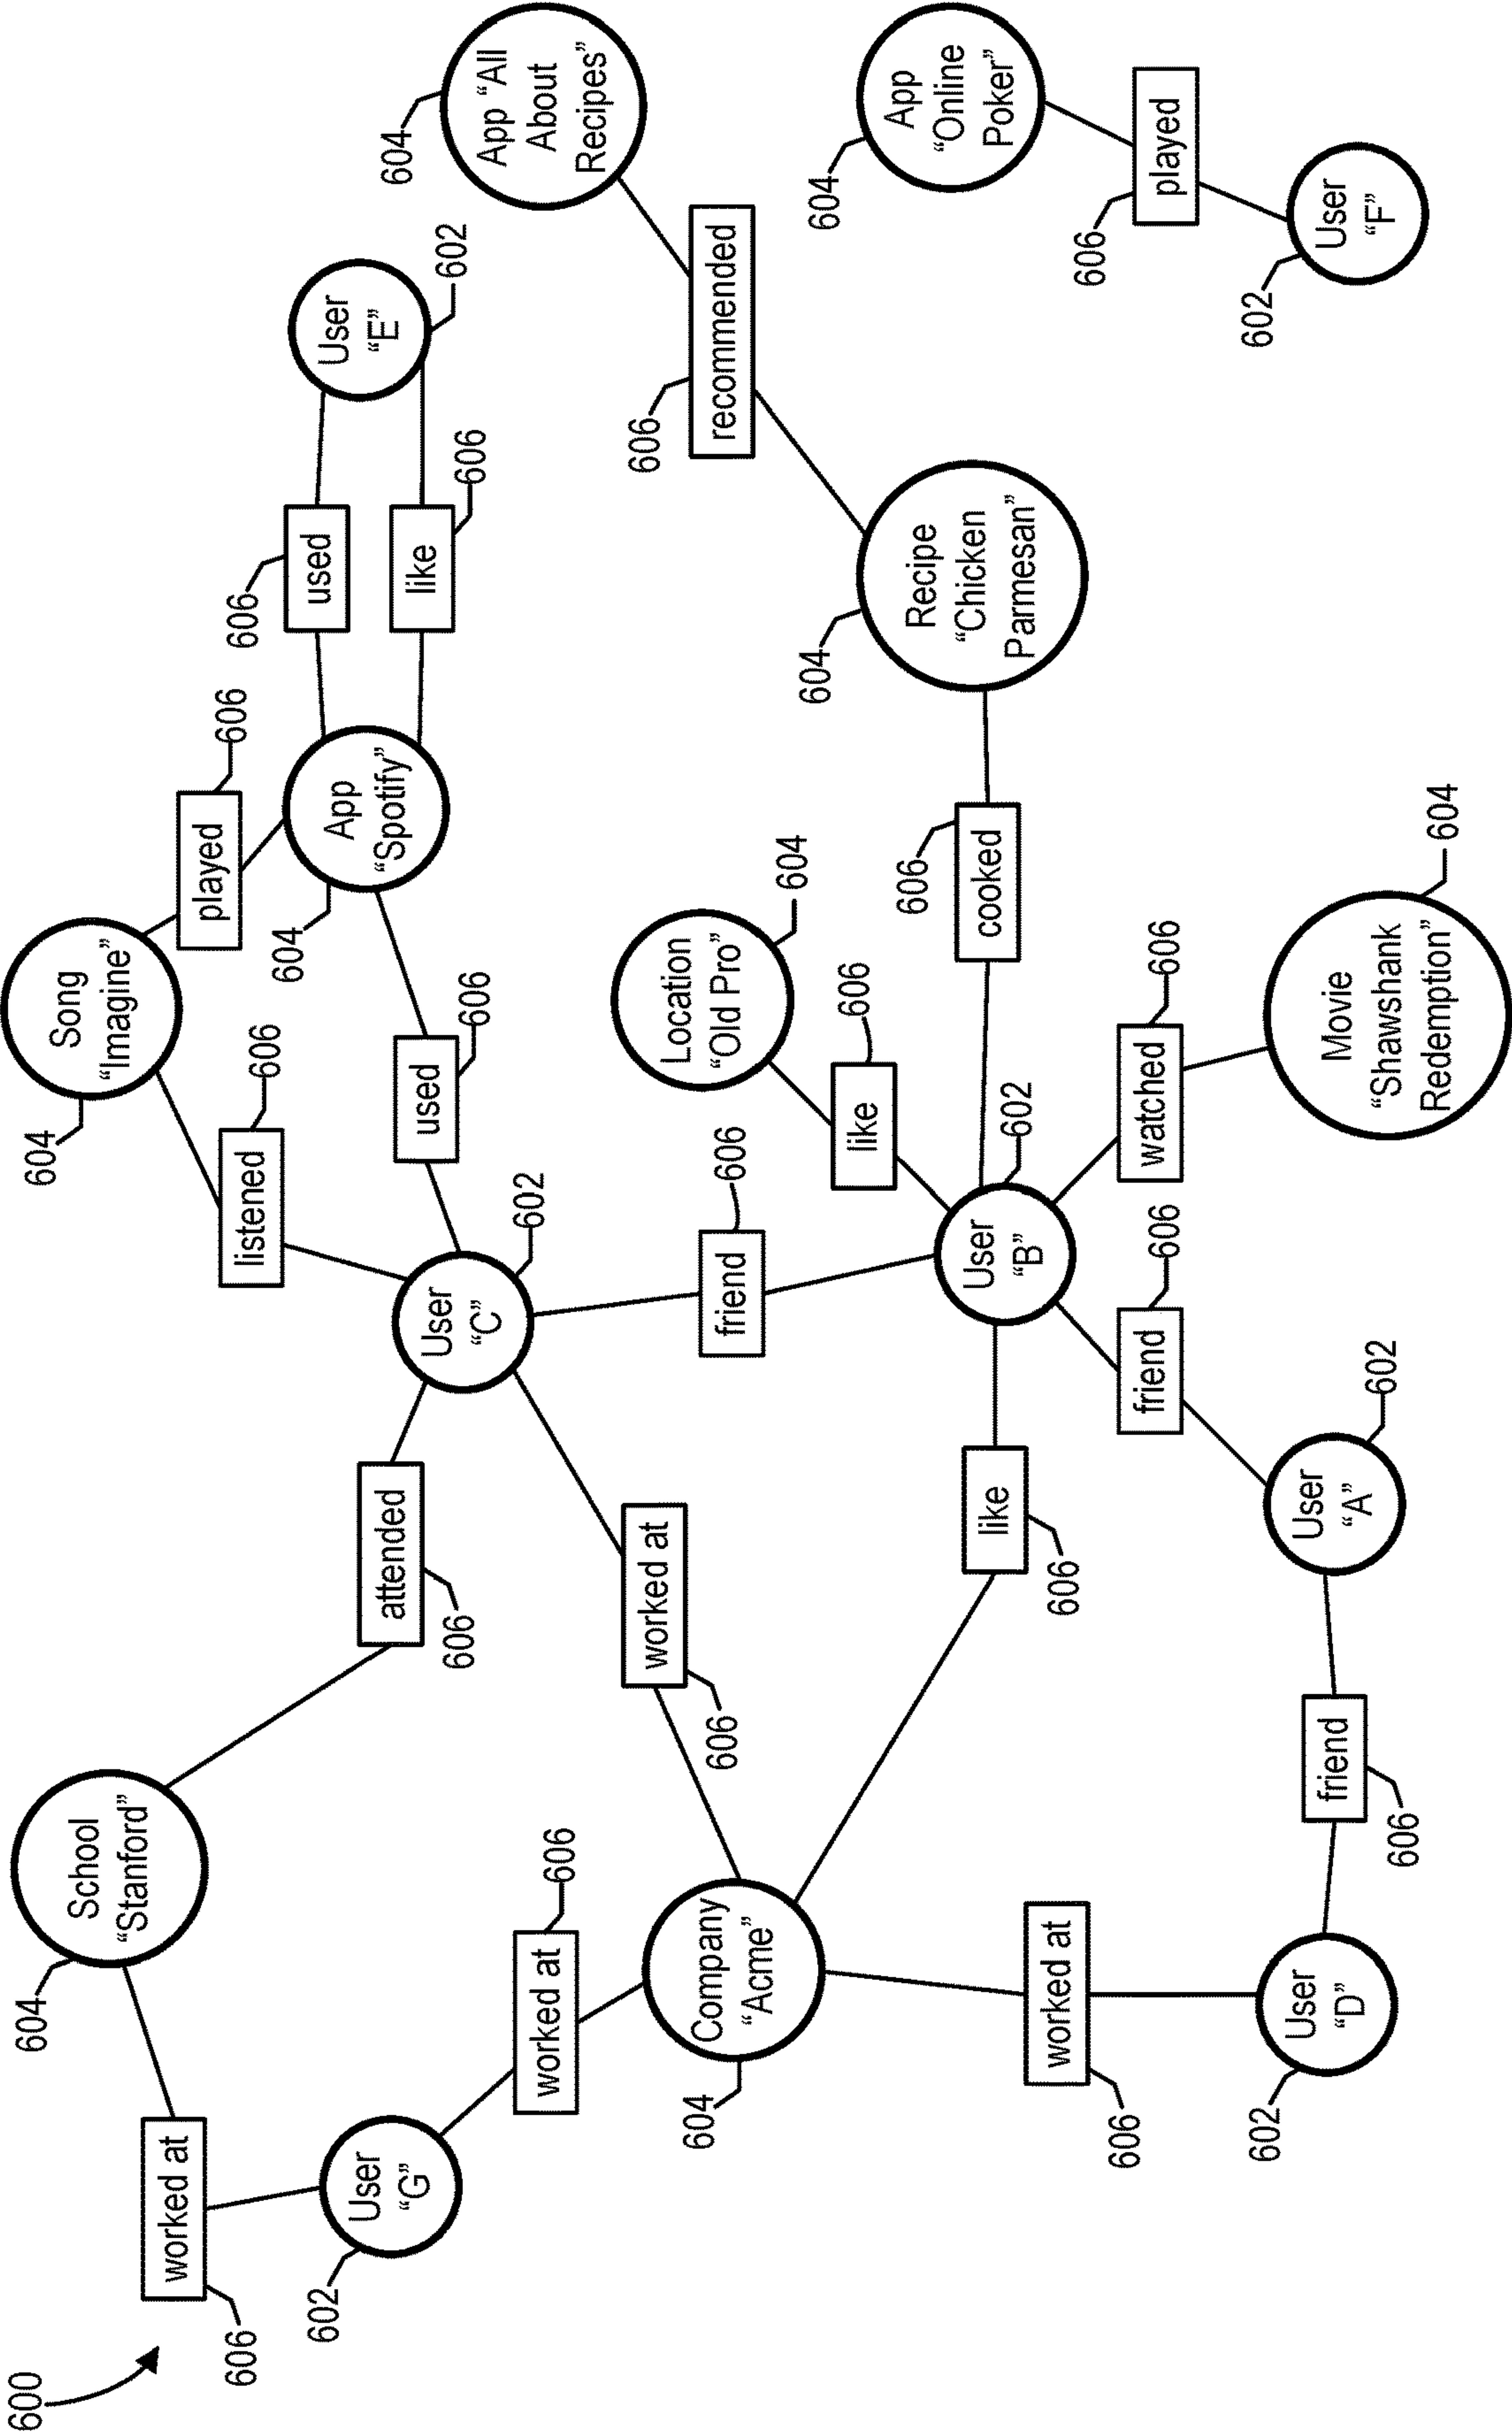 600
604
School
“Stanford”
604
Song
“Imagine”
worked at
606
listened
606
played
606
606
used
604
App
“Spotify”
User
“E”
602
602
User
“G”
attended
606
User
“C”
602
used
606
like
606
604
App “All
About
Recipes”
worked at
606
worked at
606
604
Company
“Acme”
friend
606
Location
“Old Pro”
604
606
recommended
like
606
604
App
“Online
Poker”
like
606
User
“B”
602
606
cooked
604
Recipe
“Chicken
Parmesan”
worked at
606
friend
606
watched
606
606
played
602
User
“D”
friend
606
User
“A”
602
Movie
“Shawshank
Redemption”
604
602
User
“F”